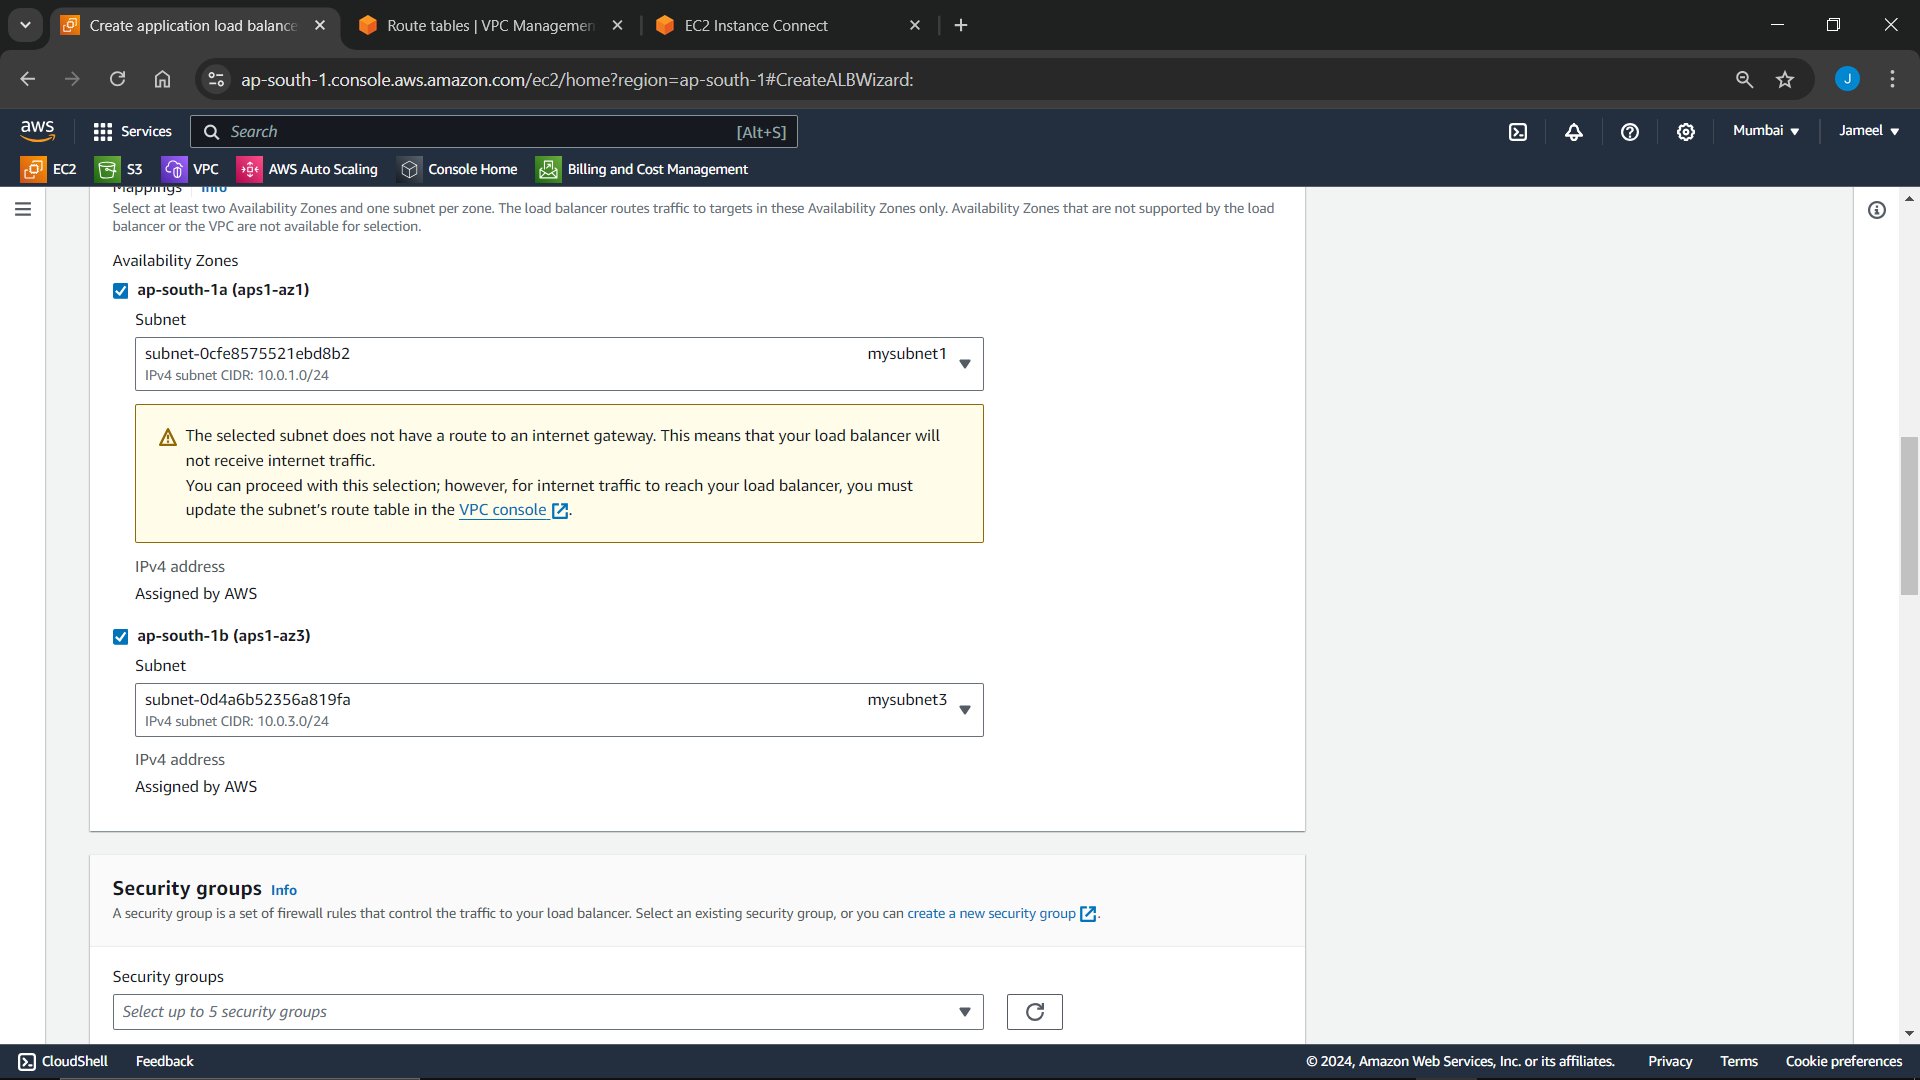 Create application load balance
Route tables | VPC Managemen
EC2 Instance Connect
ap-south-1.console.aws.amazon.com/ec2/home?region=ap-south-1#CreateALBWizard:
J
aws
Services
Search
[Alt+S]
Mumbai
Jameel
EC2
S3
VPC
AWS Auto Scaling
Console Home
Billing and Cost Management
Mappings Info
Select at least two Availability Zones and one subnet per zone. The load balancer routes traffic to targets in these Availability Zones only. Availability Zones that are not supported by the load
balancer or the VPC are not available for selection.
Availability Zones
ap-south-1a (aps1-az1)
Subnet
subnet-0cfe8575521ebd8b2
mysubnet1
IPv4 subnet CIDR: 10.0.1.0/24
The selected subnet does not have a route to an internet gateway. This means that your load balancer will
not receive internet traffic.
You can proceed with this selection; however, for internet traffic to reach your load balancer, you must
update the subnet's route table in the VPC console.
IPv4 address
Assigned by AWS
ap-south-1b (aps1-az3)
Subnet
subnet-0d4a6b52356a819fa
mysubnet3
IPv4 subnet CIDR: 10.0.3.0/24
IPv4 address
Assigned by AWS
Security groups Info
A security group is a set of firewall rules that control the traffic to your load balancer. Select an existing security group, or you can create a new security group.
Security groups
Select up to 5 security groups
CloudShell
Feedback
© 2024, Amazon Web Services, Inc. or its affiliates.
Privacy
Terms
Cookie preferences